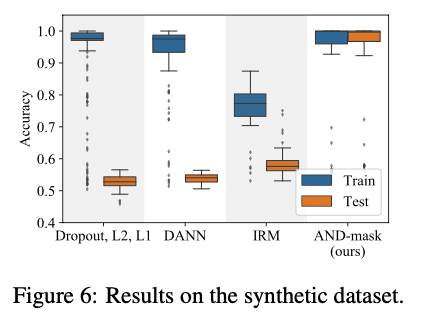 1.0
0.9
0.8
0.7
0.6
0.5
0.4
Accuracy
Train
Test
Dropout, L2, L1 DANN IRM AND-mask
(ours)
Figure 6: Results on the synthetic dataset.